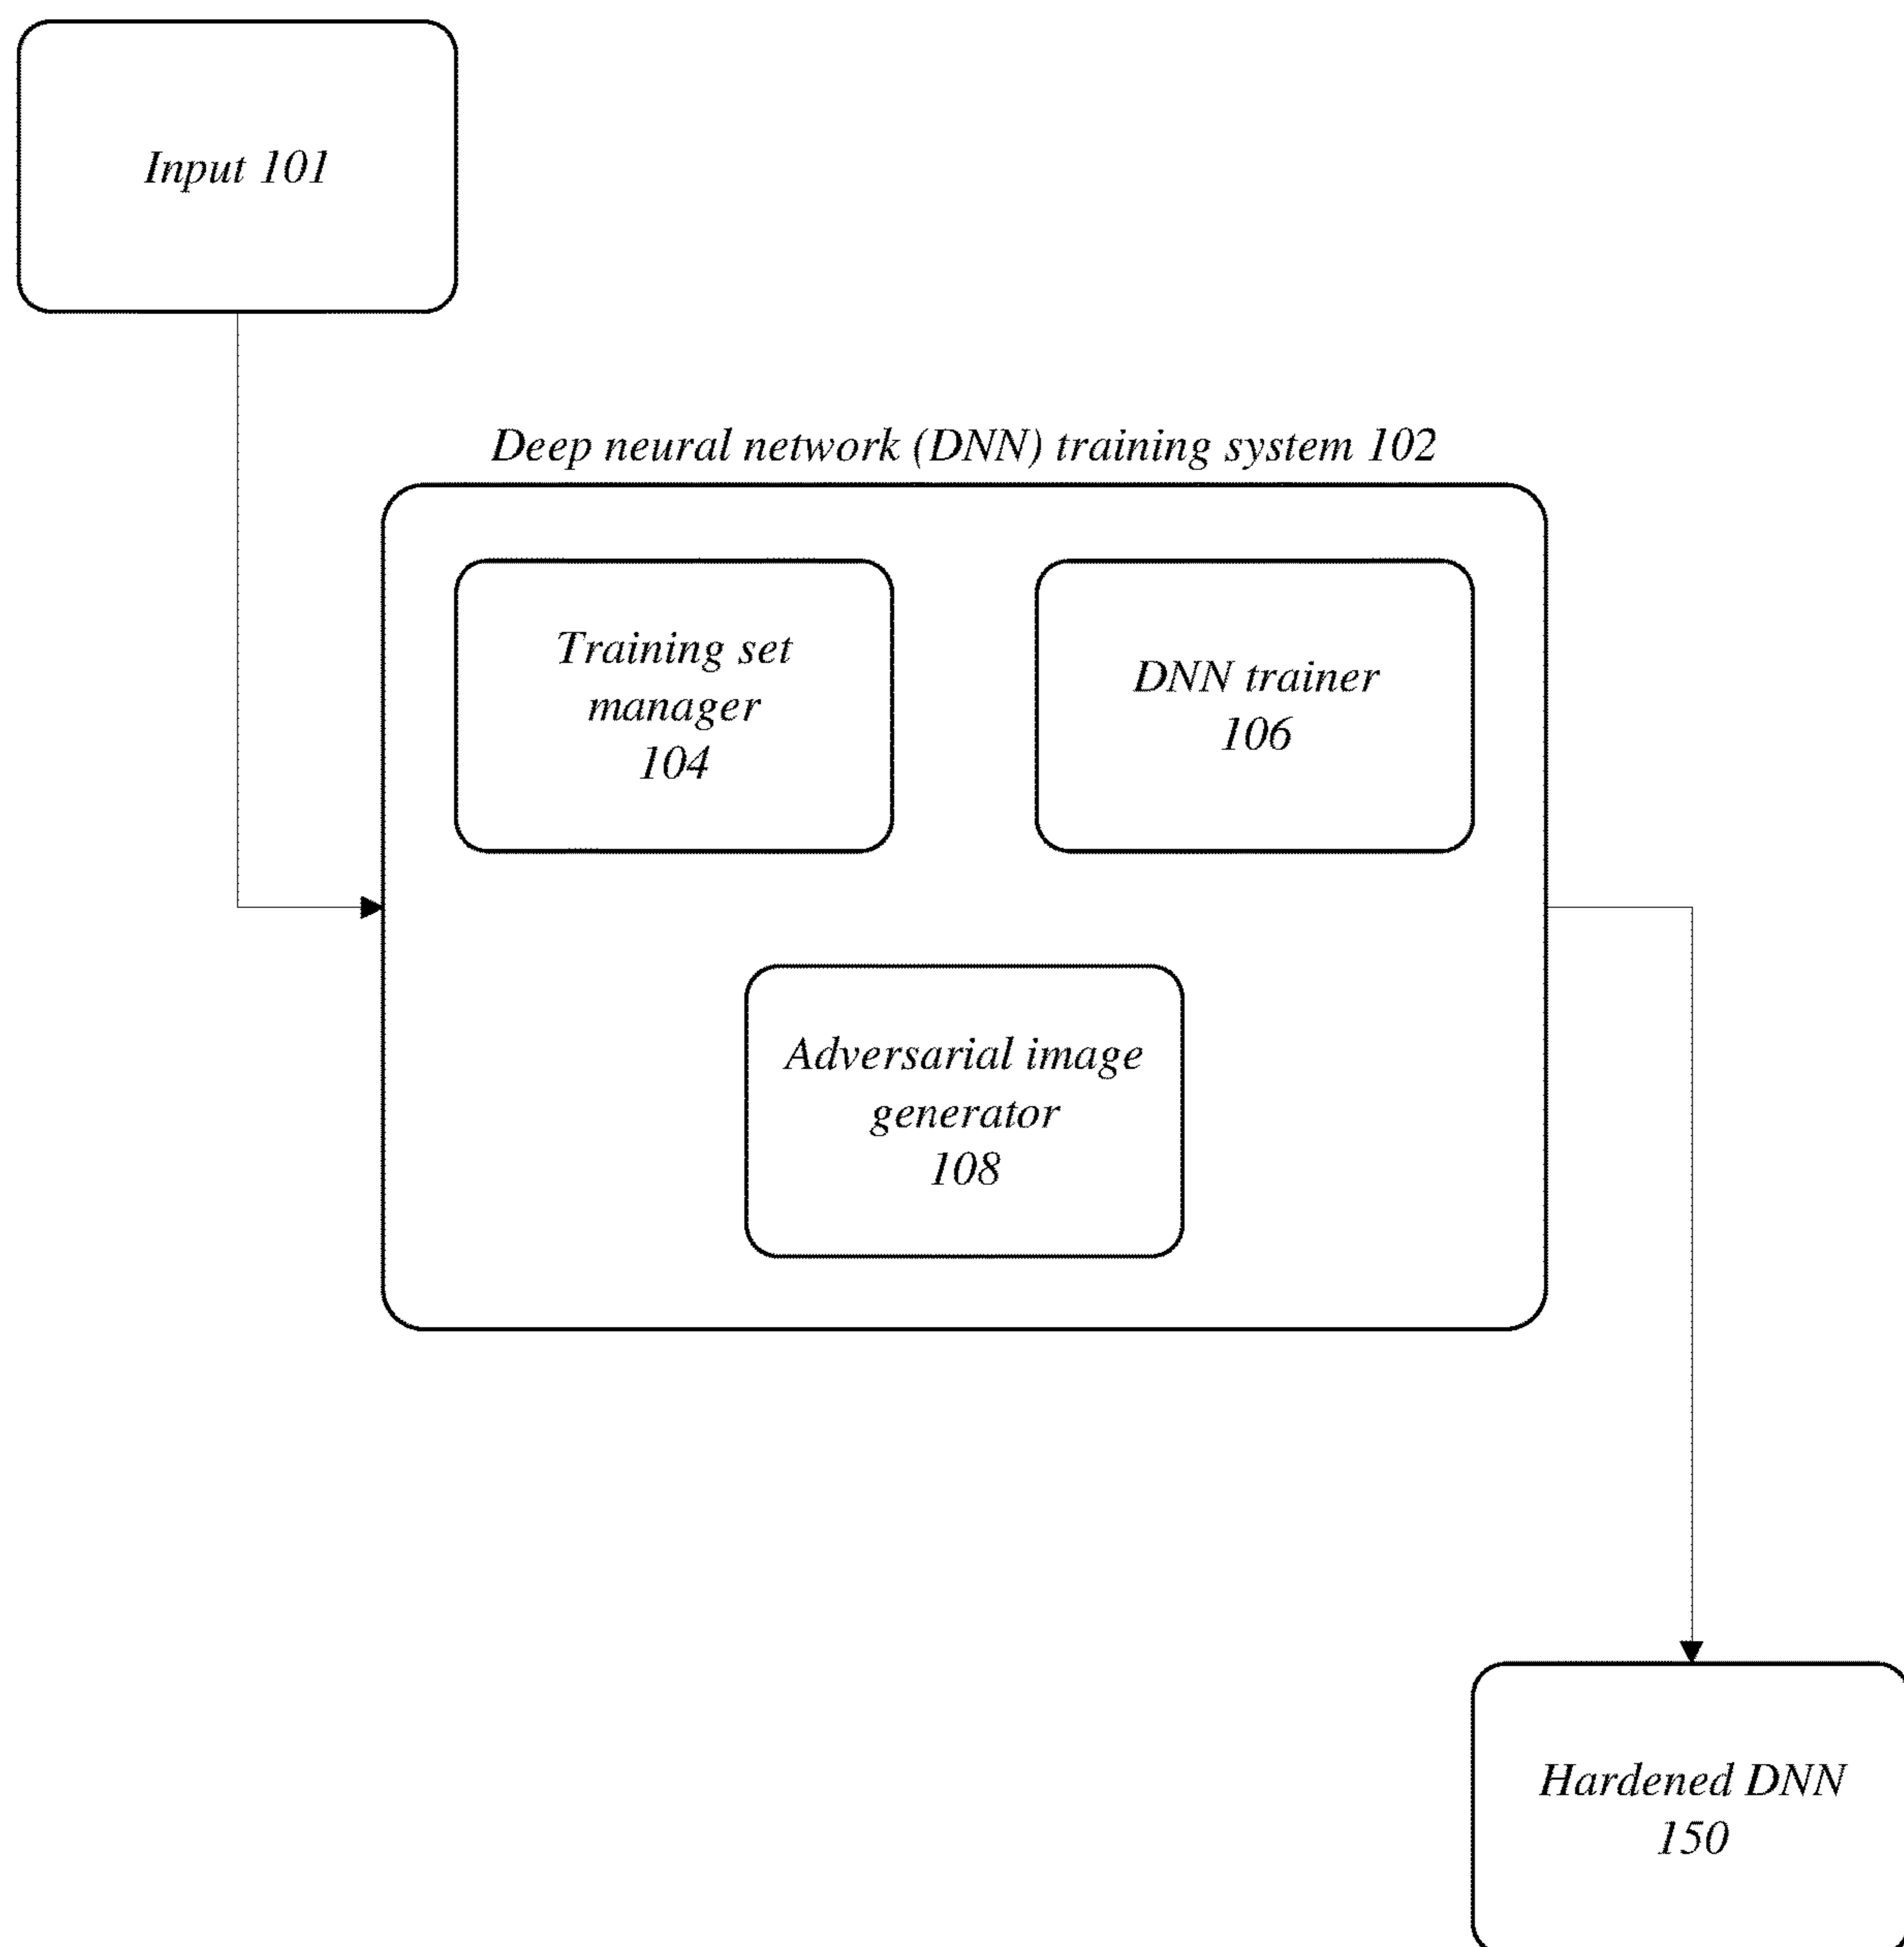 Input 101
Deep neural network (DNN) training system 102
Training set
manager
104
DNN trainer
106
Adversarial image
generator
108
Hardened DNN
150